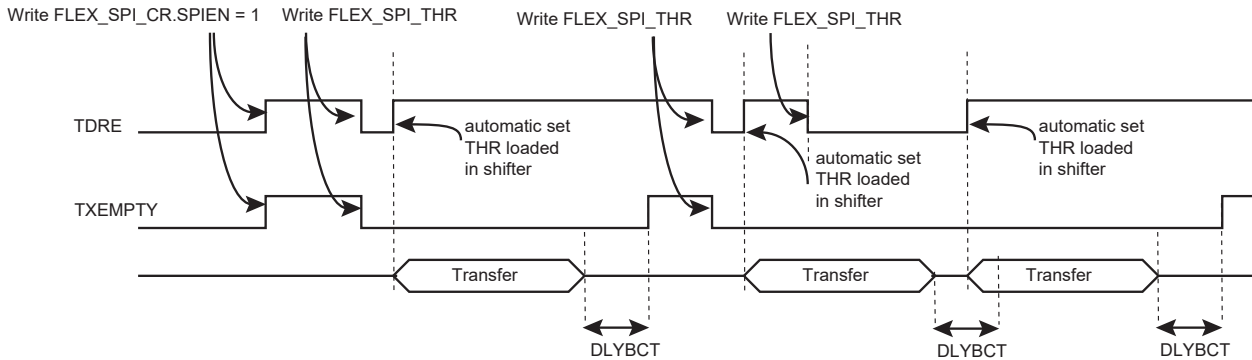 Write FLEX_SPI_CR.SPIEN = 1
Write FLEX_SPI_THR
Write FLEX_SPI_THR
Write FLEX_SPI_THR
TDRE
automatic set
THR loaded
in shifter
automatic set
THR loaded
in shifter
automatic set
THR loaded
in shifter
TXEMPTY
Transfer
Transfer
Transfer
DLYBCT
DLYBCT
DLYBCT